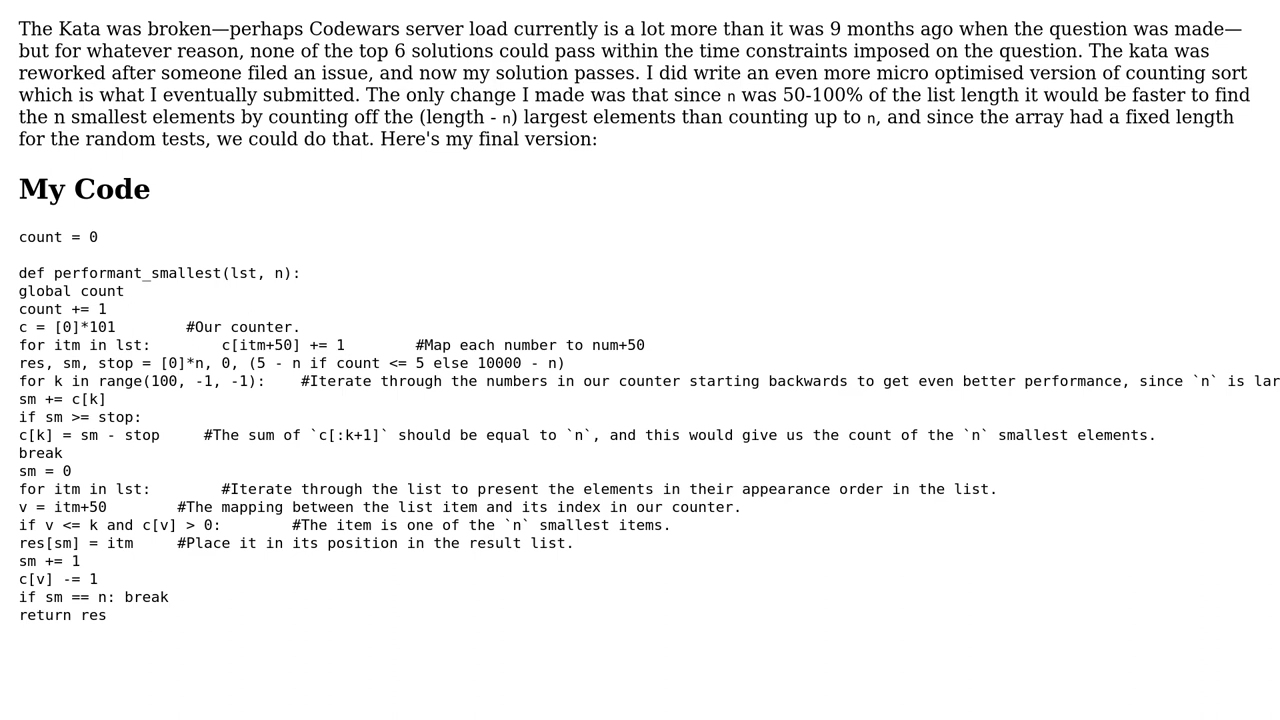 The Kata was broken—perhaps Codewars server load currently is a lot more than it was 9 months ago when the question was made—
but for whatever reason, none of the top 6 solutions could pass within the time constraints imposed on the question. The kata was
reworked after someone filed an issue, and now my solution passes. I did write an even more micro optimised version of counting sort
which is what I eventually submitted. The only change I made was that since n was 50-100% of the list length it would be faster to find
the n smallest elements by counting off the (length - n) largest elements than counting up to n, and since the array had a fixed length
for the random tests, we could do that. Here's my final version:
My Code
count = 0
def performant_smallest(lst, n):
global count
count += 1
c = [0]*101        #Our counter.
for itm in lst:        c[itm+50] += 1        #Map each number to num+50
res, sm, stop = [0]*n, 0, (5 - n if count <= 5 else 10000 - n)
for k in range(100, -1, -1):    #Iterate through the numbers in our counter starting backwards to get even better performance, since `n` is lar
sm += c[k]
if sm >= stop:
c[k] = sm - stop     #The sum of `c[:k+1]` should be equal to `n`, and this would give us the count of the `n` smallest elements.
break
sm = 0
for itm in lst:        #Iterate through the list to present the elements in their appearance order in the list.
v = itm+50        #The mapping between the list item and its index in our counter.
if v <= k and c[v] > 0:        #The item is one of the `n` smallest items.
res[sm] = itm     #Place it in its position in the result list.
sm += 1
c[v] -= 1
if sm == n: break
return res